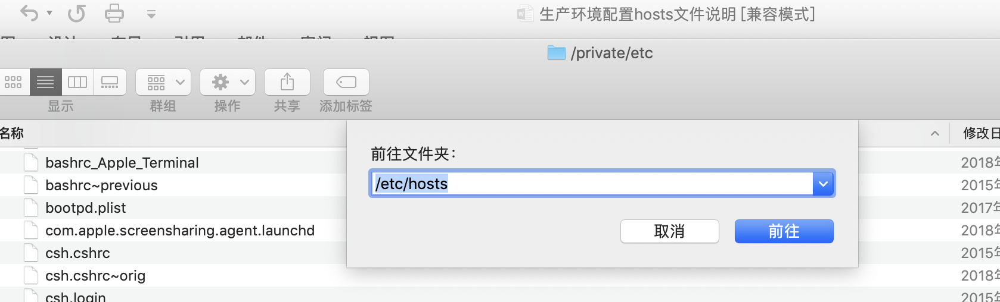 生产环境配置hosts文件说明 [兼容模式]
/private/etc
显示
群组
操作
共享
添加标签
名称
修改日
前往文件夹：
/etc/hosts
取消
前往
bashrc_Apple_Terminal
2018年
bashrc~previous
2015年
bootpd.plist
2017年
com.apple.screensharing.agent.launchd
2018年
csh.cshrc
2015年
csh.cshrc~orig
2018年
csh.login
2015年